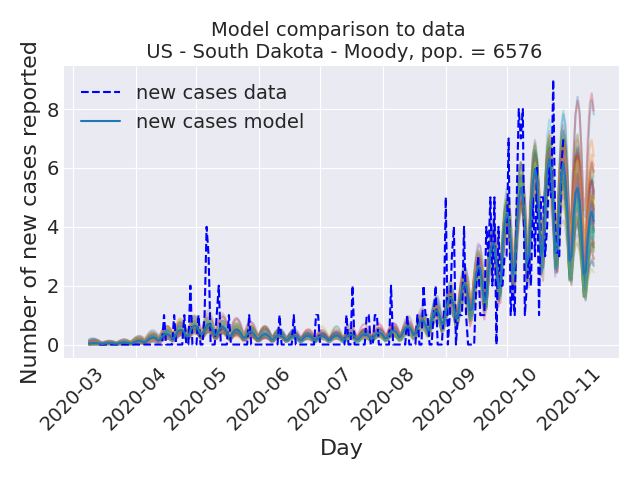 Model comparison to data
US - South Dakota - Moody, pop. = 6576
Number of new cases reported
new cases data
new cases model
8
6
4
2
0
2020-03
2020-04
2020-05
2020-06
2020-07
2020-08
2020-09
2020-10
2020-11
Day